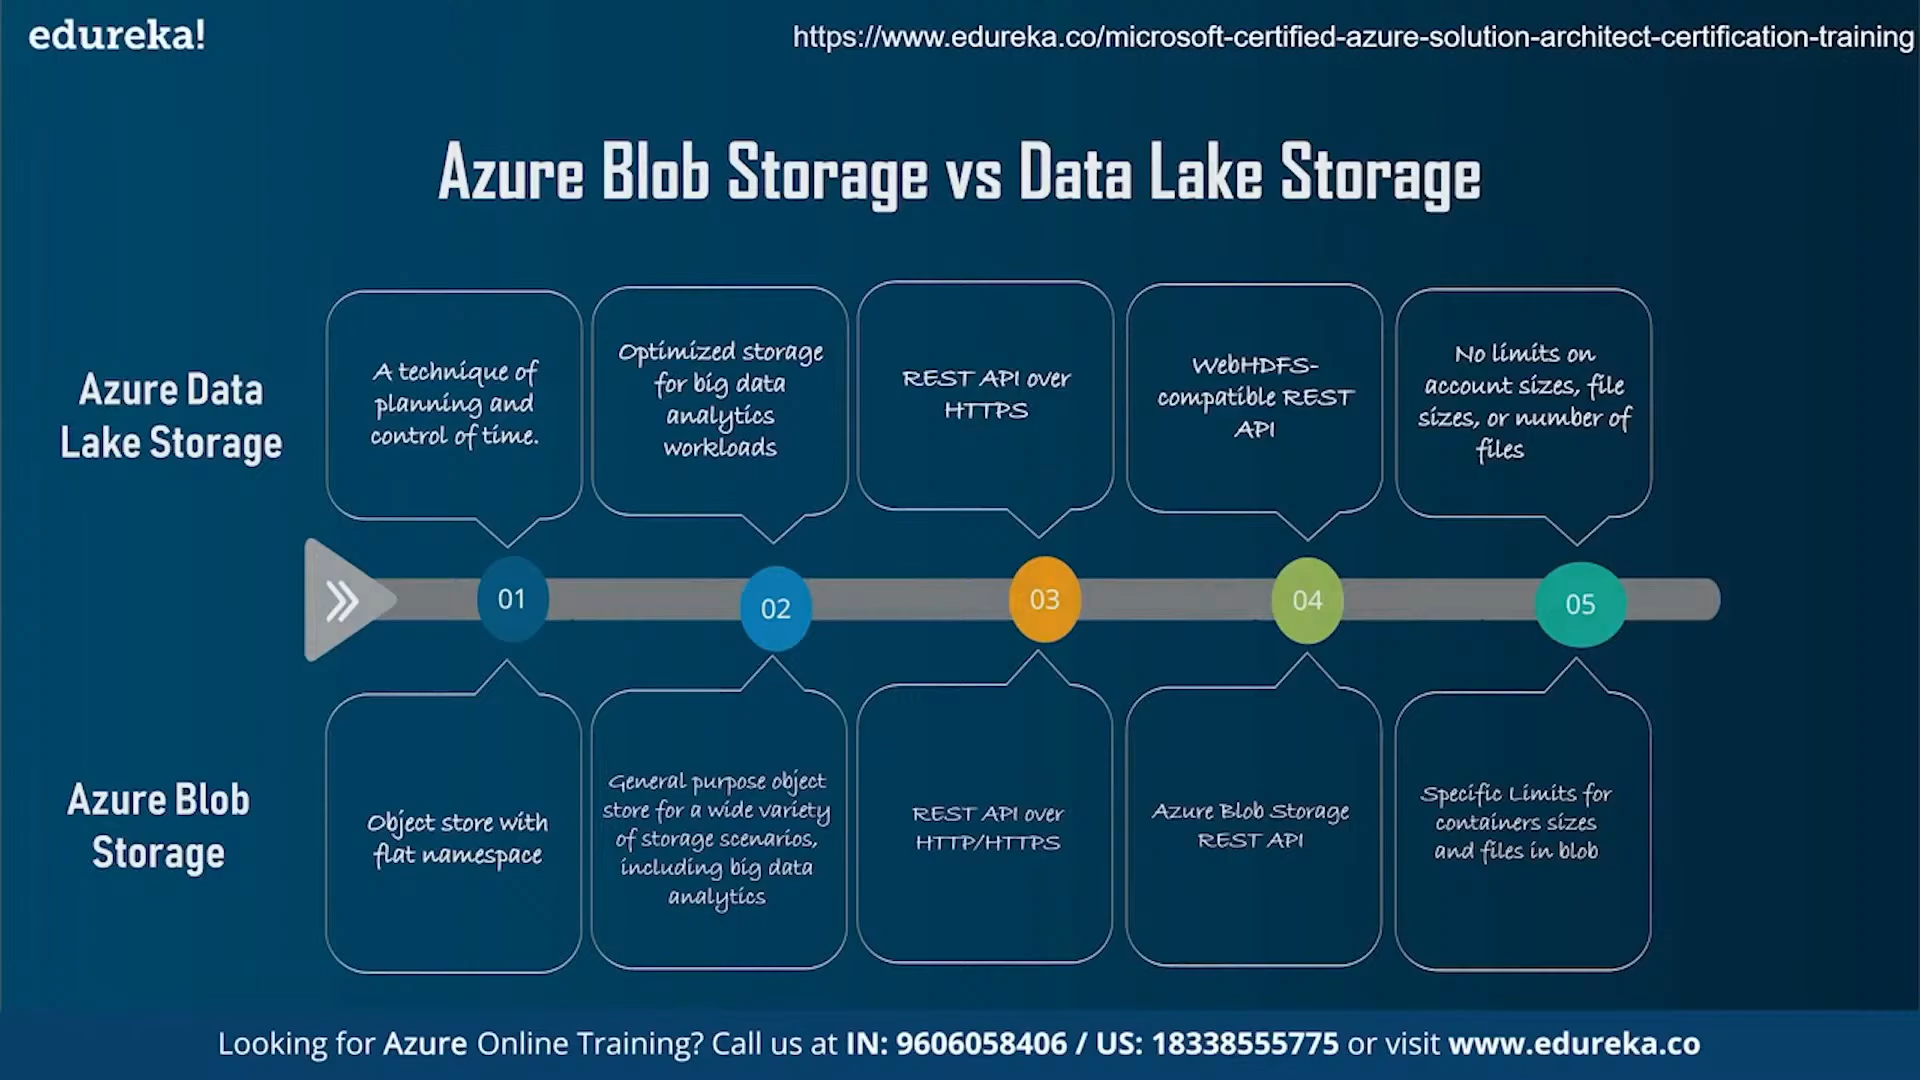 edureka!
https://www.edureka.co/microsoft-certified-azure-solution-architect-certification-training
Azure Blob Storage vs Data Lake Storage
Azure Data
Lake Storage
A technique of
planning and
control of time.
Optimized storage
for big data
analytics
workloads
REST API over
HTTPS
WebHDFS-
compatible REST
API
No limits on
account sizes, file
sizes, or number of
files
01
02
03
04
05
Azure Blob
Storage
Object store with
flat namespace
General purpose object
store for a wide variety
of storage scenarios,
including big data
analytics
REST API over
HTTP/HTTPS
Azure Blob Storage
REST API
Specific Limits for
containers sizes
and files in blob
Looking for Azure Online Training? Call us at IN: 9606058406 / US: 18338555775 or visit www.edureka.co